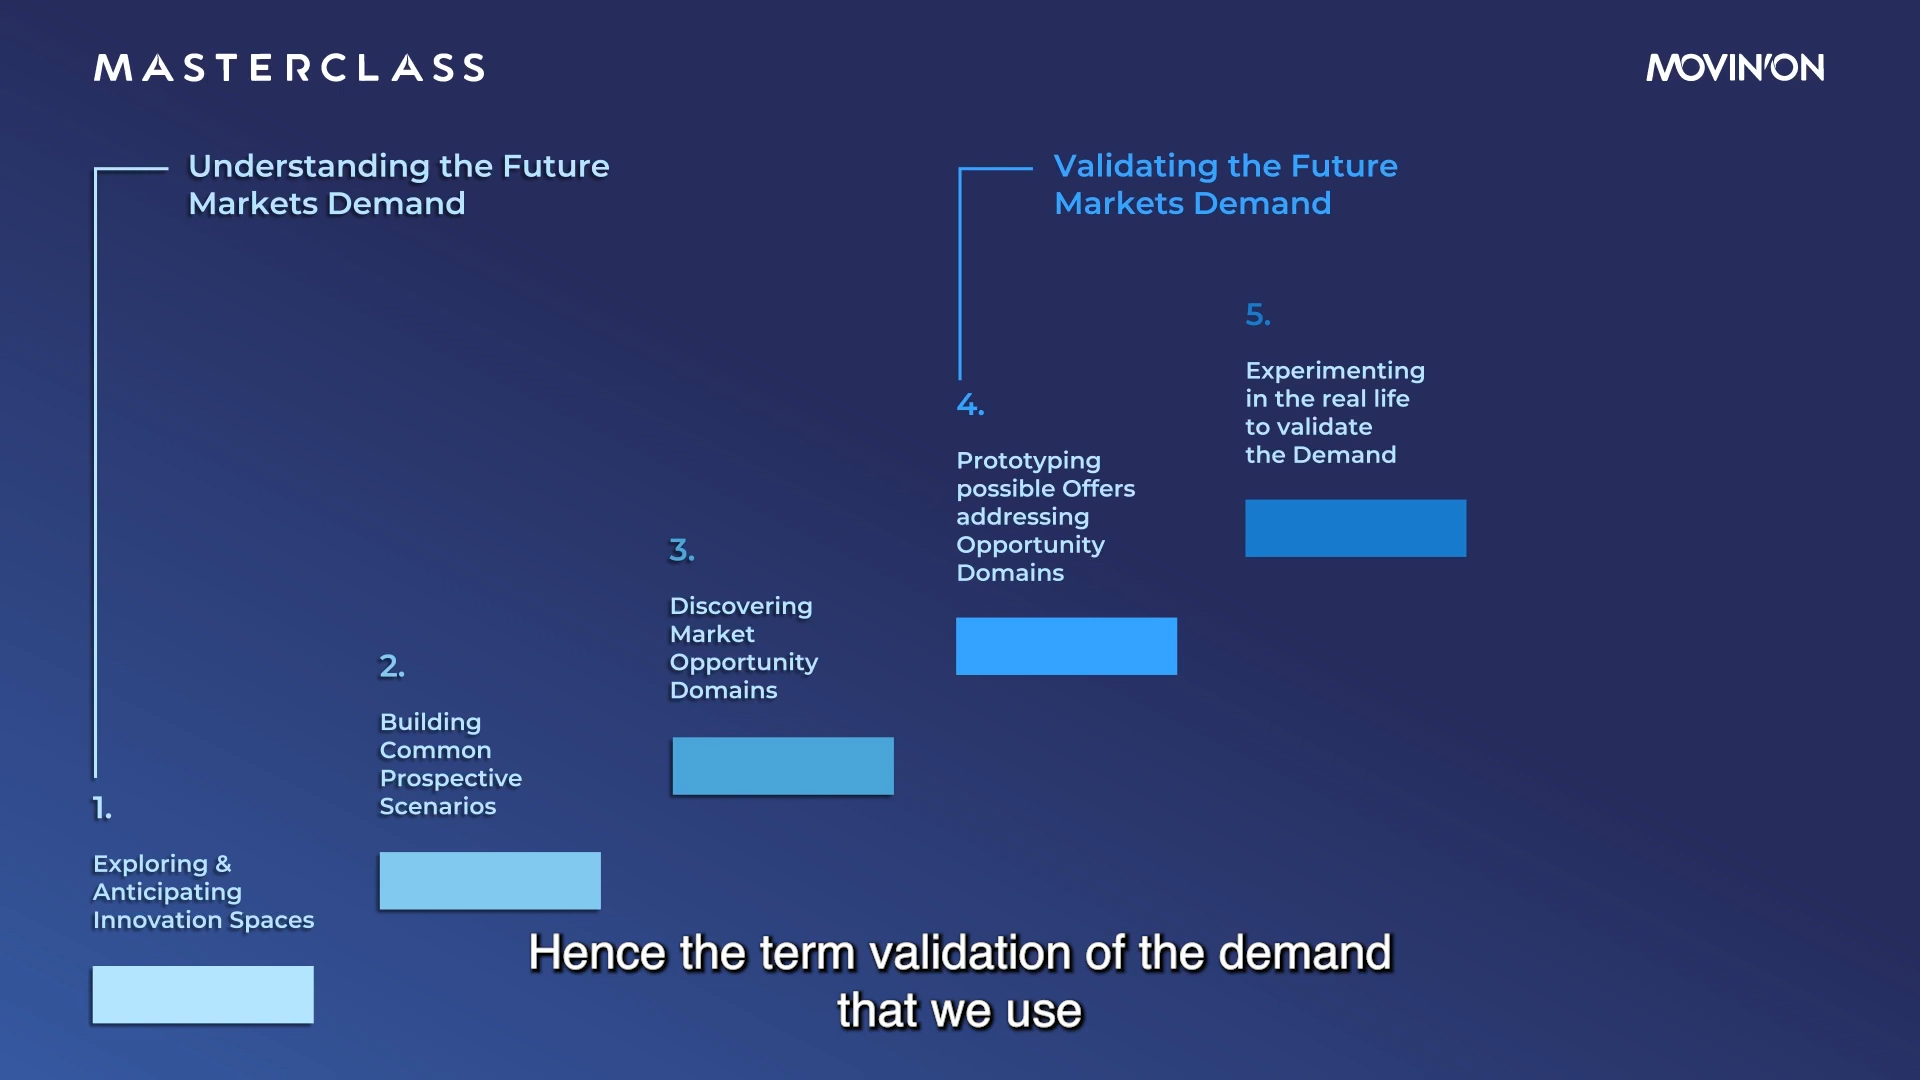 MASTERCLASS
MOVIN'ON
Understanding the Future
Markets Demand
Validating the Future
Markets Demand
1.
Exploring &
Anticipating
Innovation Spaces
2.
Building
Common
Prospective
Scenarios
3.
Discovering
Market
Opportunity
Domains
4.
Prototyping
possible Offers
addressing
Opportunity
Domains
5.
Experimenting
in the real life
to validate
the Demand
Hence the term validation of the demand
that we use